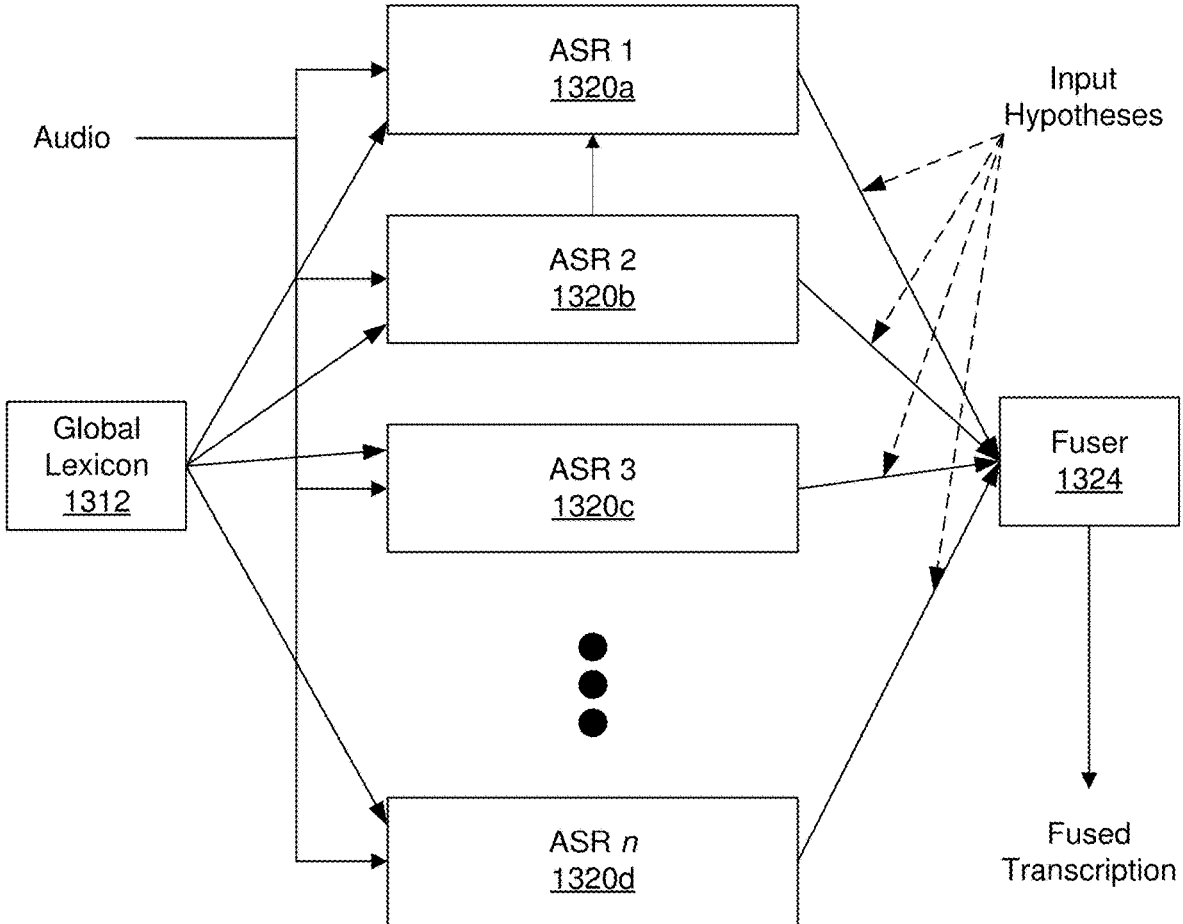 ASR 1
1320a
Input
Hypotheses
Audio
ASR 2
1320b
Global
Lexicon
1312
ASR 3
1320c
Fuser
1324
ASR n
1320d
Fused
Transcription